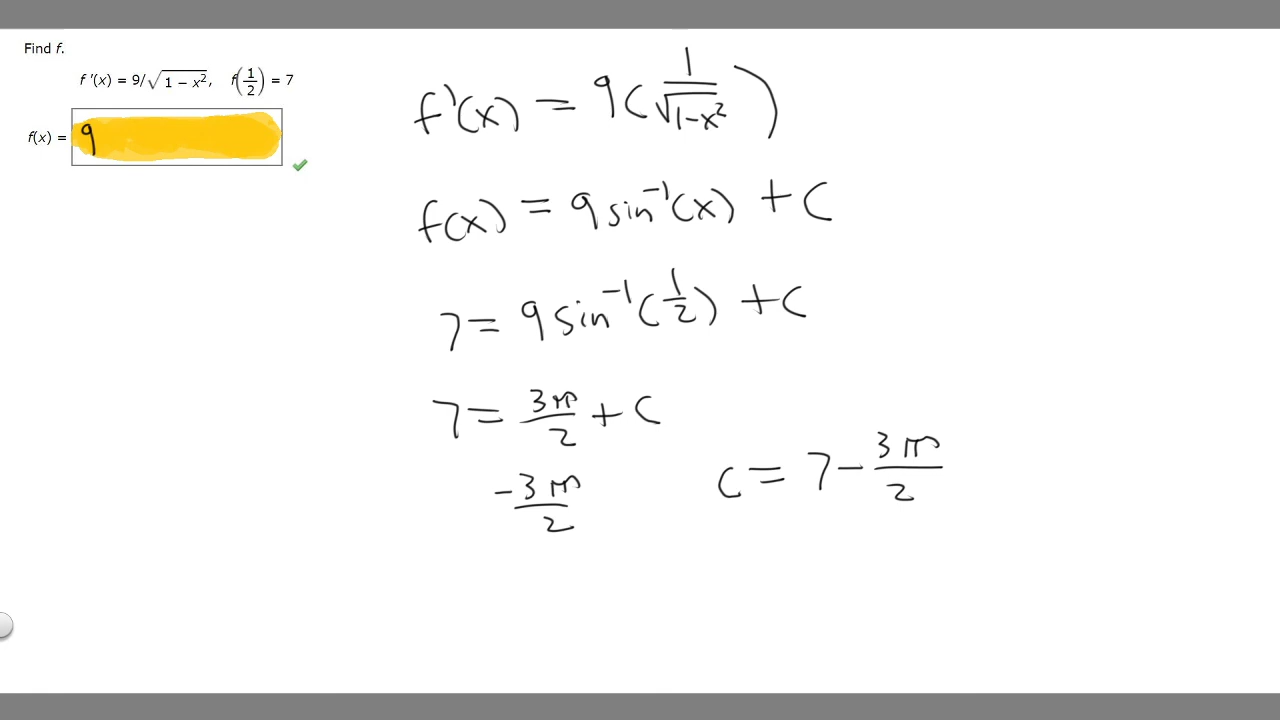 Find f.
f '(x) = 9/√(1 − x²), f(1/2) = 7
f(x) = 9
f'(x) = 9(1/√(1-x²))
f(x) = 9 sin⁻¹(x) + C
7 = 9 sin⁻¹(1/2) + C
7 = 3π/2 + C
-3π/2
C = 7 - 3π/2